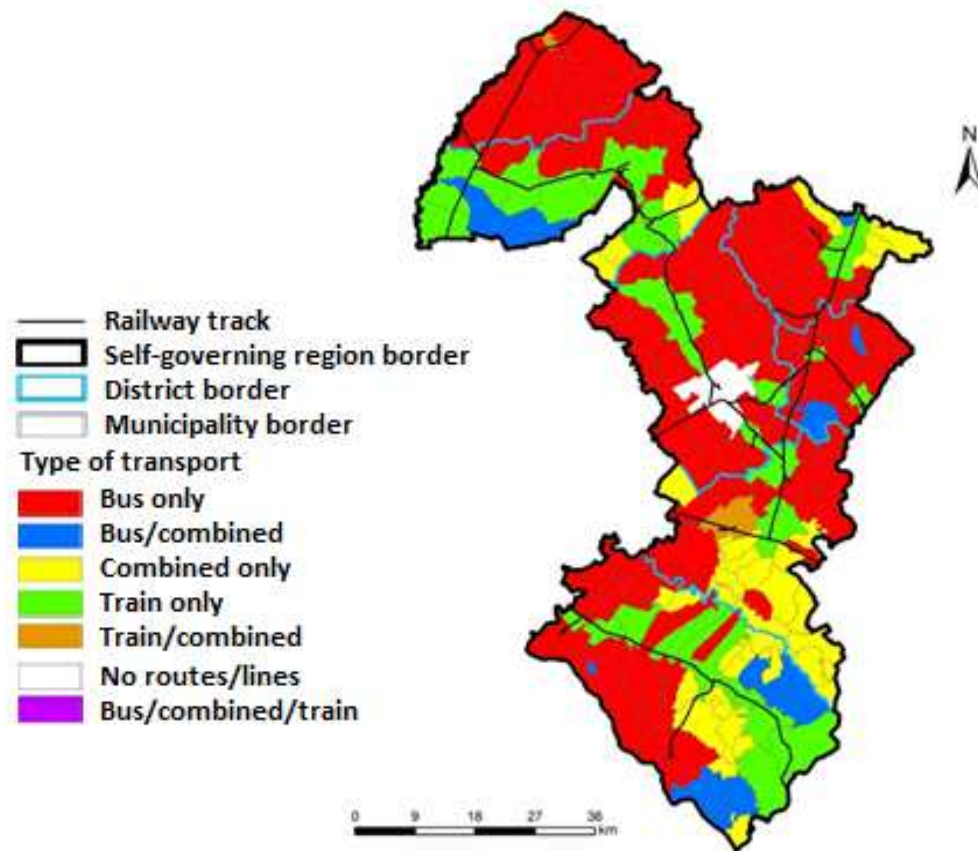 N
Railway track
Self-governing region border
District border
Municipality border
Type of transport
Bus only
Bus/combined
Combined only
Train only
Train/combined
No routes/lines
Bus/combined/train
0 9 18 27 36
km